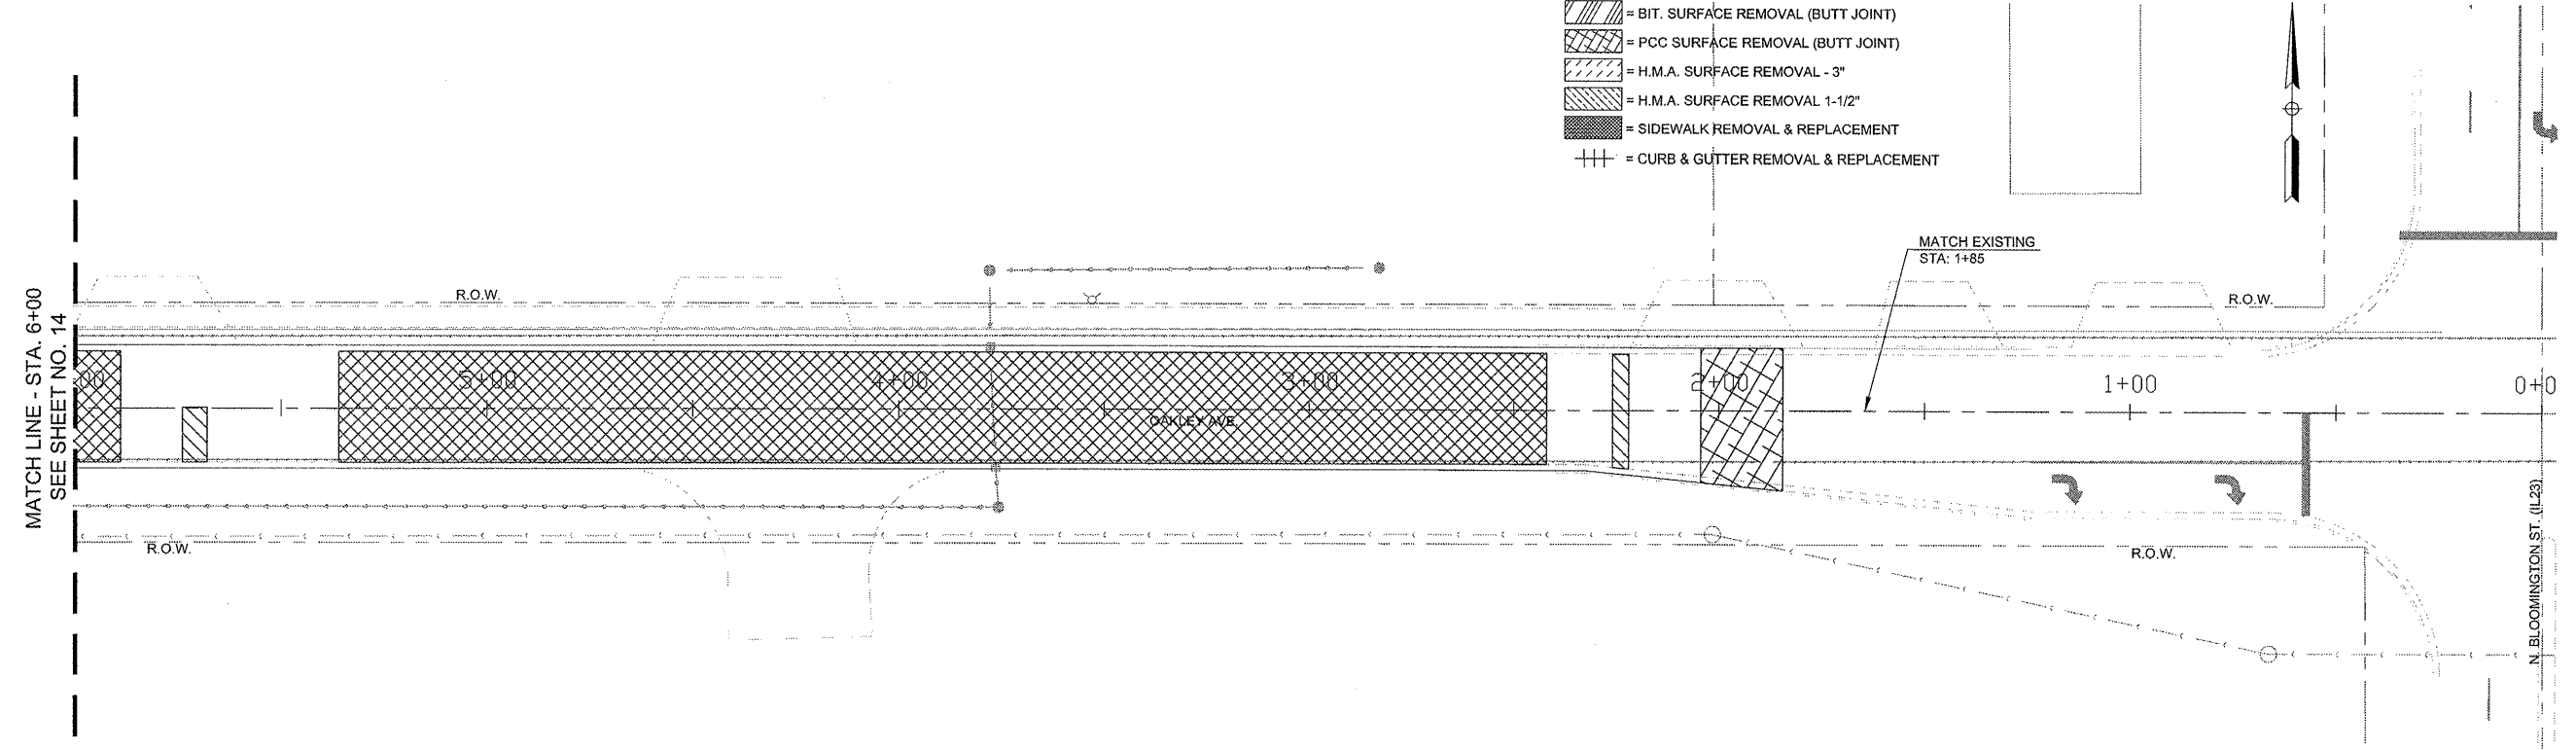 = BIT. SURFACE REMOVAL (BUTT JOINT)
= PCC SURFACE REMOVAL (BUTT JOINT)
= H.M.A. SURFACE REMOVAL - 3"
= H.M.A. SURFACE REMOVAL 1-1/2"
= SIDEWALK REMOVAL & REPLACEMENT
= CURB & GUTTER REMOVAL & REPLACEMENT
MATCH EXISTING
STA: 1+85
R.O.W.
R.O.W.
MATCH LINE - STA. 6+00
SEE SHEET NO. 14
00 5+00 4+00 3+00 2+00 1+00 0+0
OAKLEY AVE.
R.O.W.
R.O.W.
N. BLOOMINGTON ST. (IL23)